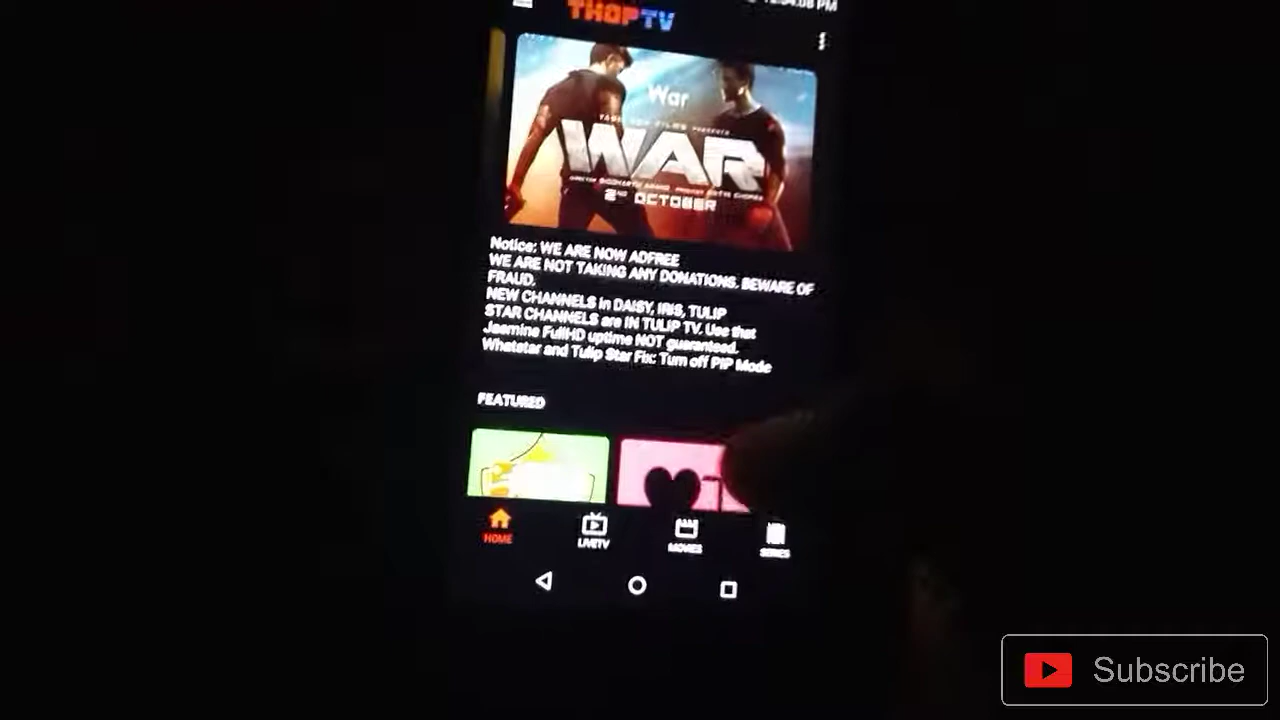 PM
THOPTV
War
WAR
2ND OCTOBER
Notice: WE ARE NOW ADFREE
WE ARE NOT TAKING ANY DONATIONS. BEWARE OF
FRAUD.
NEW CHANNELS in DAISY, IRIS, TULIP
STAR CHANNELS are IN TULIP TV. Use that
Jasmine FullHD uptime NOT guaranteed.
Whatstar and Tulip Star Fix: Turn off PIP Mode
FEATURED
HOME
LIVETV
MOVIES
SERIES
Subscribe